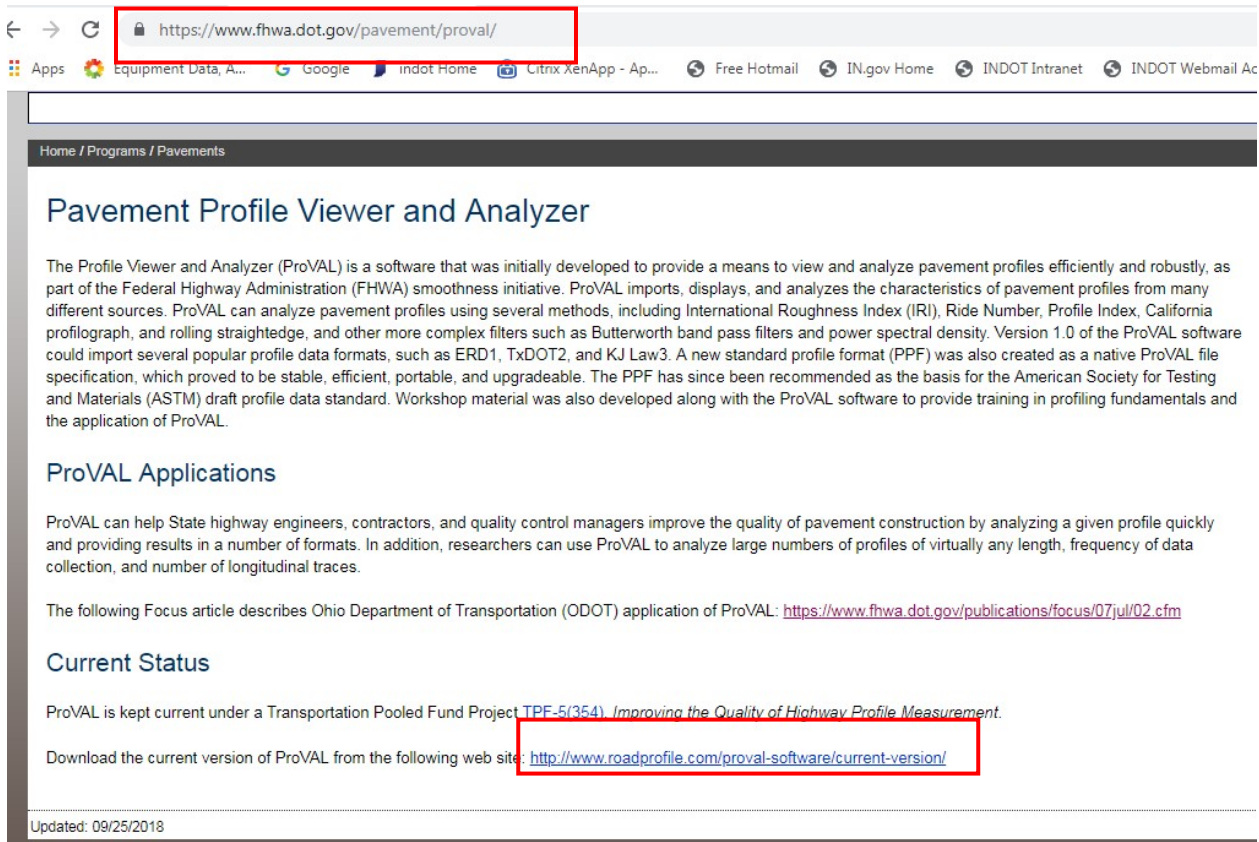 https://www.fhwa.dot.gov/pavement/proval/
Apps Equipment Data, A... Google indot Home Citrix XenApp - Ap... Free Hotmail IN.gov Home INDOT Intranet INDOT Webmail Ac
Home / Programs / Pavements
Pavement Profile Viewer and Analyzer
The Profile Viewer and Analyzer (ProVAL) is a software that was initially developed to provide a means to view and analyze pavement profiles efficiently and robustly, as
part of the Federal Highway Administration (FHWA) smoothness initiative. ProVAL imports, displays, and analyzes the characteristics of pavement profiles from many
different sources. ProVAL can analyze pavement profiles using several methods, including International Roughness Index (IRI), Ride Number, Profile Index, California
profilograph, and rolling straightedge, and other more complex filters such as Butterworth band pass filters and power spectral density. Version 1.0 of the ProVAL software
could import several popular profile data formats, such as ERD1, TxDOT2, and KJ Law3. A new standard profile format (PPF) was also created as a native ProVAL file
specification, which proved to be stable, efficient, portable, and upgradeable. The PPF has since been recommended as the basis for the American Society for Testing
and Materials (ASTM) draft profile data standard. Workshop material was also developed along with the ProVAL software to provide training in profiling fundamentals and
the application of ProVAL.
ProVAL Applications
ProVAL can help State highway engineers, contractors, and quality control managers improve the quality of pavement construction by analyzing a given profile quickly
and providing results in a number of formats. In addition, researchers can use ProVAL to analyze large numbers of profiles of virtually any length, frequency of data
collection, and number of longitudinal traces.
The following Focus article describes Ohio Department of Transportation (ODOT) application of ProVAL: https://www.fhwa.dot.gov/publications/focus/07jul/02.cfm
Current Status
ProVAL is kept current under a Transportation Pooled Fund Project TPF-5(354), Improving the Quality of Highway Profile Measurement.
Download the current version of ProVAL from the following web site: http://www.roadprofile.com/proval-software/current-version/
Updated: 09/25/2018